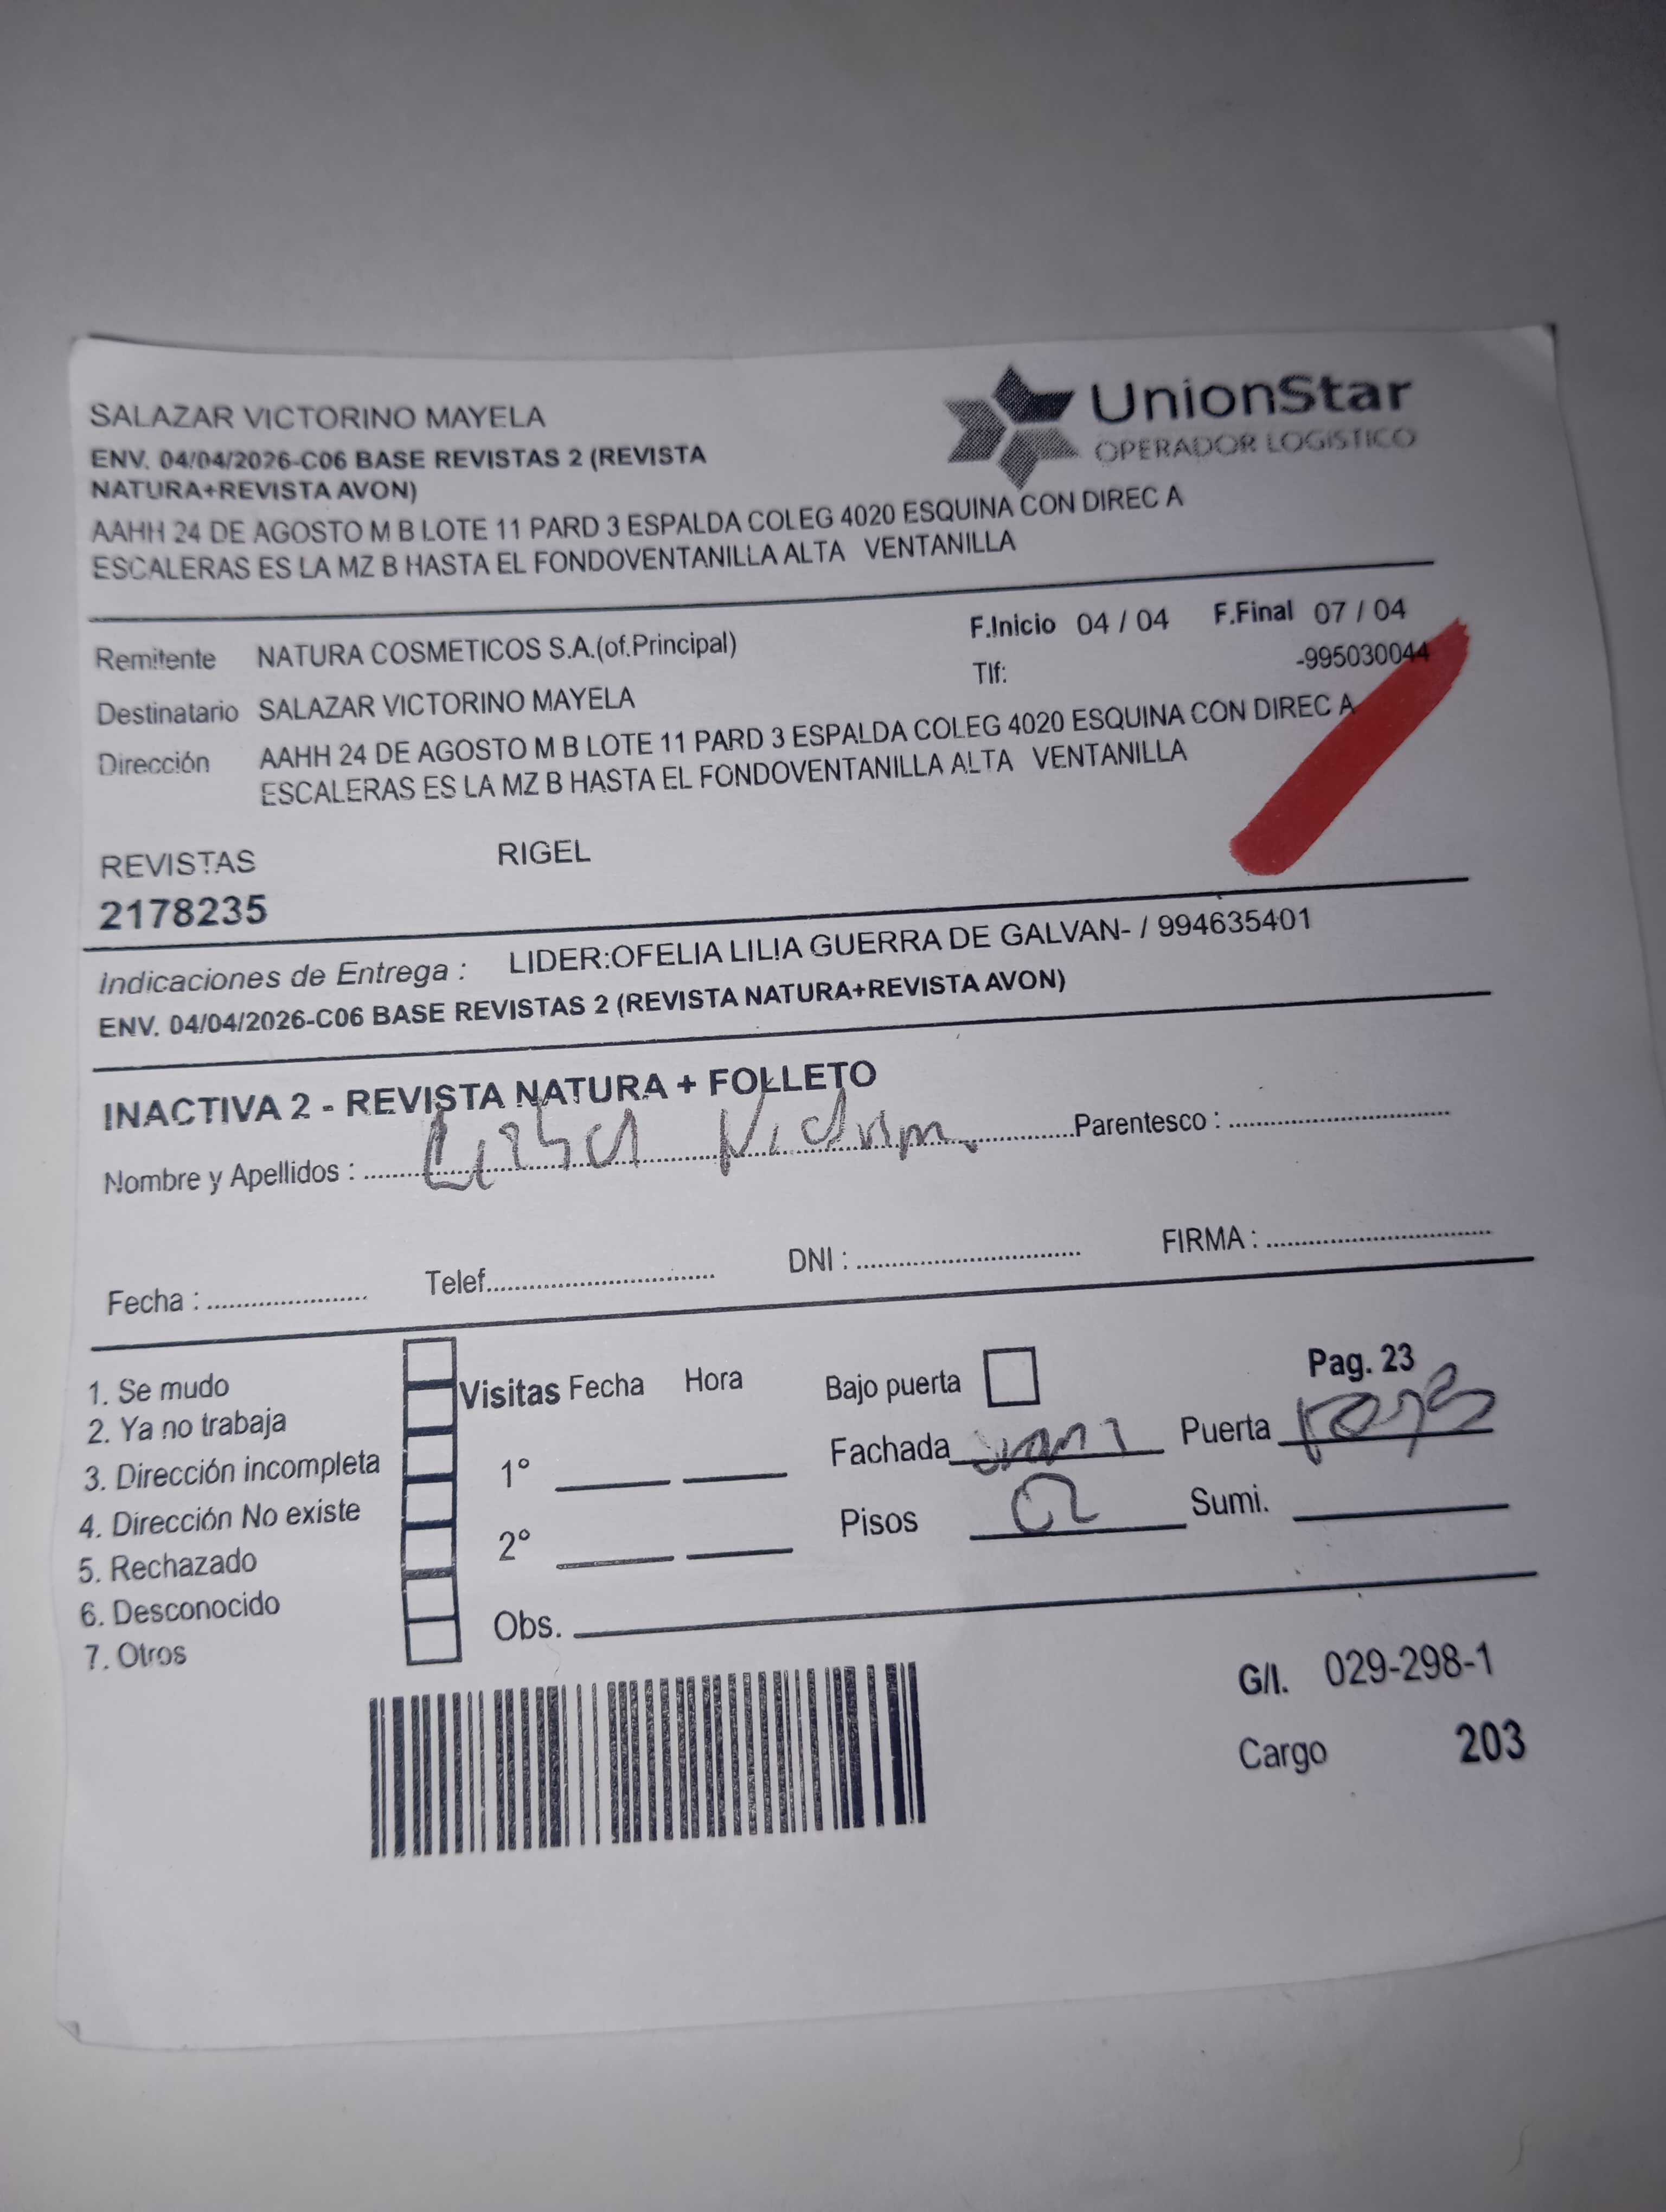 SALAZAR VICTORINO MAYELA
UnionStar
OPERADOR LOGISTICO
ENV. 04/04/2026-C06 BASE REVISTAS 2 (REVISTA
NATURA+REVISTA AVON)
AAHH 24 DE AGOSTO M B LOTE 11 PARD 3 ESPALDA COLEG 4020 ESQUINA CON DIREC A
ESCALERAS ES LA MZ B HASTA EL FONDOVENTANILLA ALTA VENTANILLA
Remitente NATURA COSMETICOS S.A.(of.Principal) F.Inicio 04 / 04 F.Final 07 / 04
Tlf: -995030044
Destinatario SALAZAR VICTORINO MAYELA
Dirección AAHH 24 DE AGOSTO M B LOTE 11 PARD 3 ESPALDA COLEG 4020 ESQUINA CON DIREC A
ESCALERAS ES LA MZ B HASTA EL FONDOVENTANILLA ALTA VENTANILLA
REVISTAS RIGEL
2178235
Indicaciones de Entrega : LIDER:OFELIA LILIA GUERRA DE GALVAN- / 994635401
ENV. 04/04/2026-C06 BASE REVISTAS 2 (REVISTA NATURA+REVISTA AVON)
INACTIVA 2 - REVISTA NATURA + FOLLETO
Nombre y Apellidos : Parentesco :
Fecha : Telef. DNI : FIRMA :
1. Se mudo
2. Ya no trabaja
3. Dirección incompleta
4. Dirección No existe
5. Rechazado
6. Desconocido
7. Otros
Visitas Fecha Hora
1°
2°
Obs.
Bajo puerta
Pag. 23
Fachada Puerta
Pisos 02 Sumi.
G/I. 029-298-1
Cargo 203